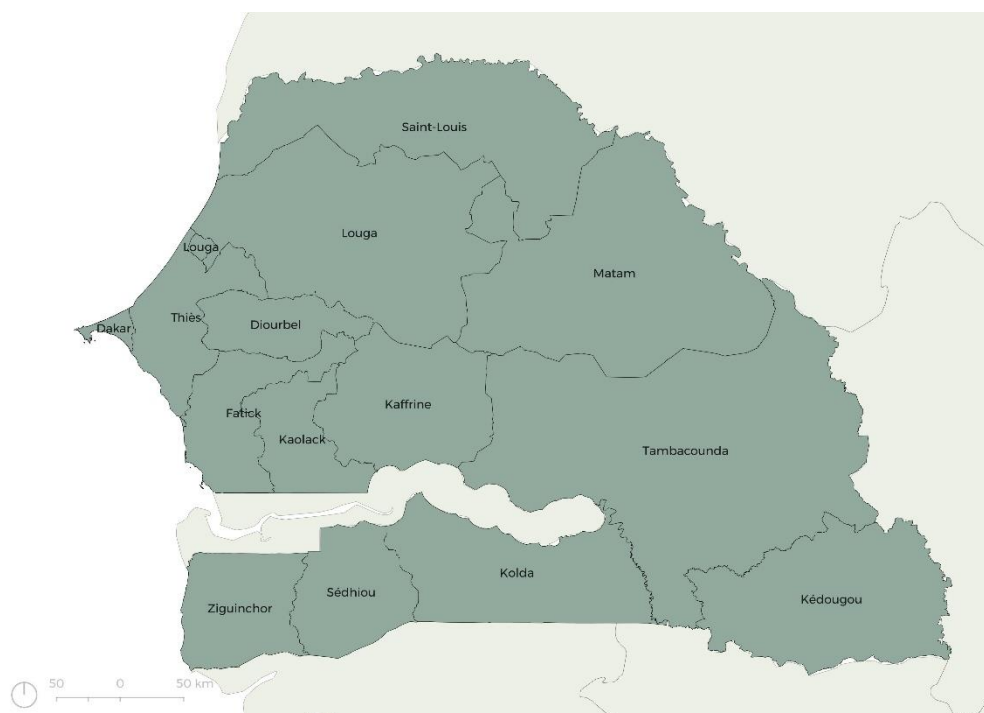 Saint-Louis
Louga
Louga
Matam
Thiès
Dakar
Diourbel
Fatick
Kaffrine
Kaolack
Tambacounda
Kolda
Sédhiou
Kédougou
Ziguinchor
50 0 50 km